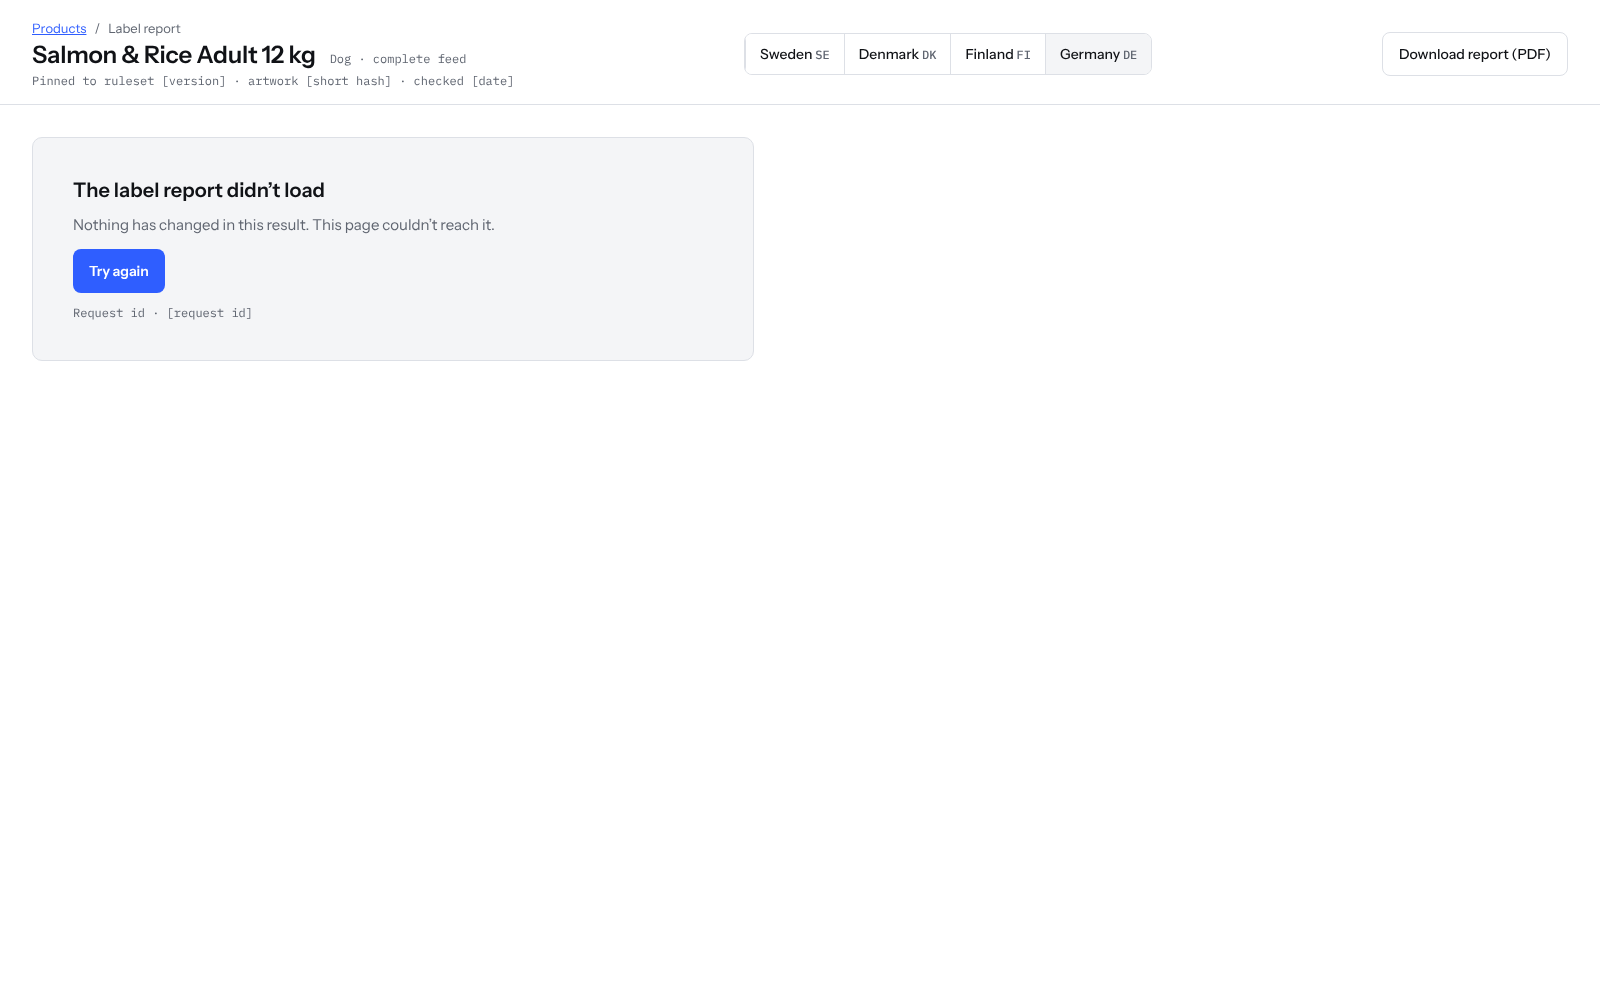 Products / Label report
Salmon & Rice Adult 12 kg Dog · complete feed
Pinned to ruleset [version] · artwork [short hash] · checked [date]
Sweden SE Denmark DK Finland FI Germany DE
Download report (PDF)
The label report didn’t load
Nothing has changed in this result. This page couldn’t reach it.
Try again
Request id · [request id]